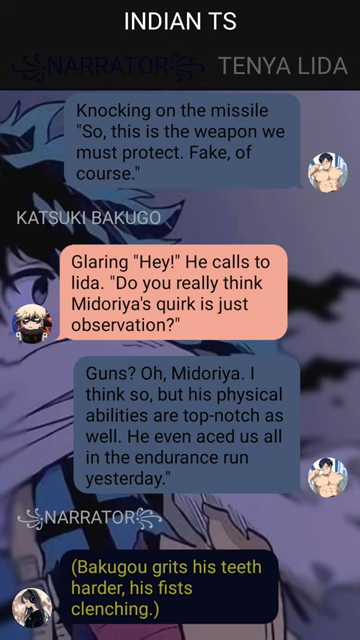 INDIAN TS
꧁NARRATOR꧂ TENYA LIDA
Knocking on the missile
"So, this is the weapon we
must protect. Fake, of
course."
KATSUKI BAKUGO
Glaring "Hey!" He calls to
Iida. "Do you really think
Midoriya's quirk is just
observation?"
Guns? Oh, Midoriya. I
think so, but his physical
abilities are top-notch as
well. He even aced us all
in the endurance run
yesterday."
꧁NARRATOR꧂
(Bakugou grits his teeth
harder, his fists
clenching.)